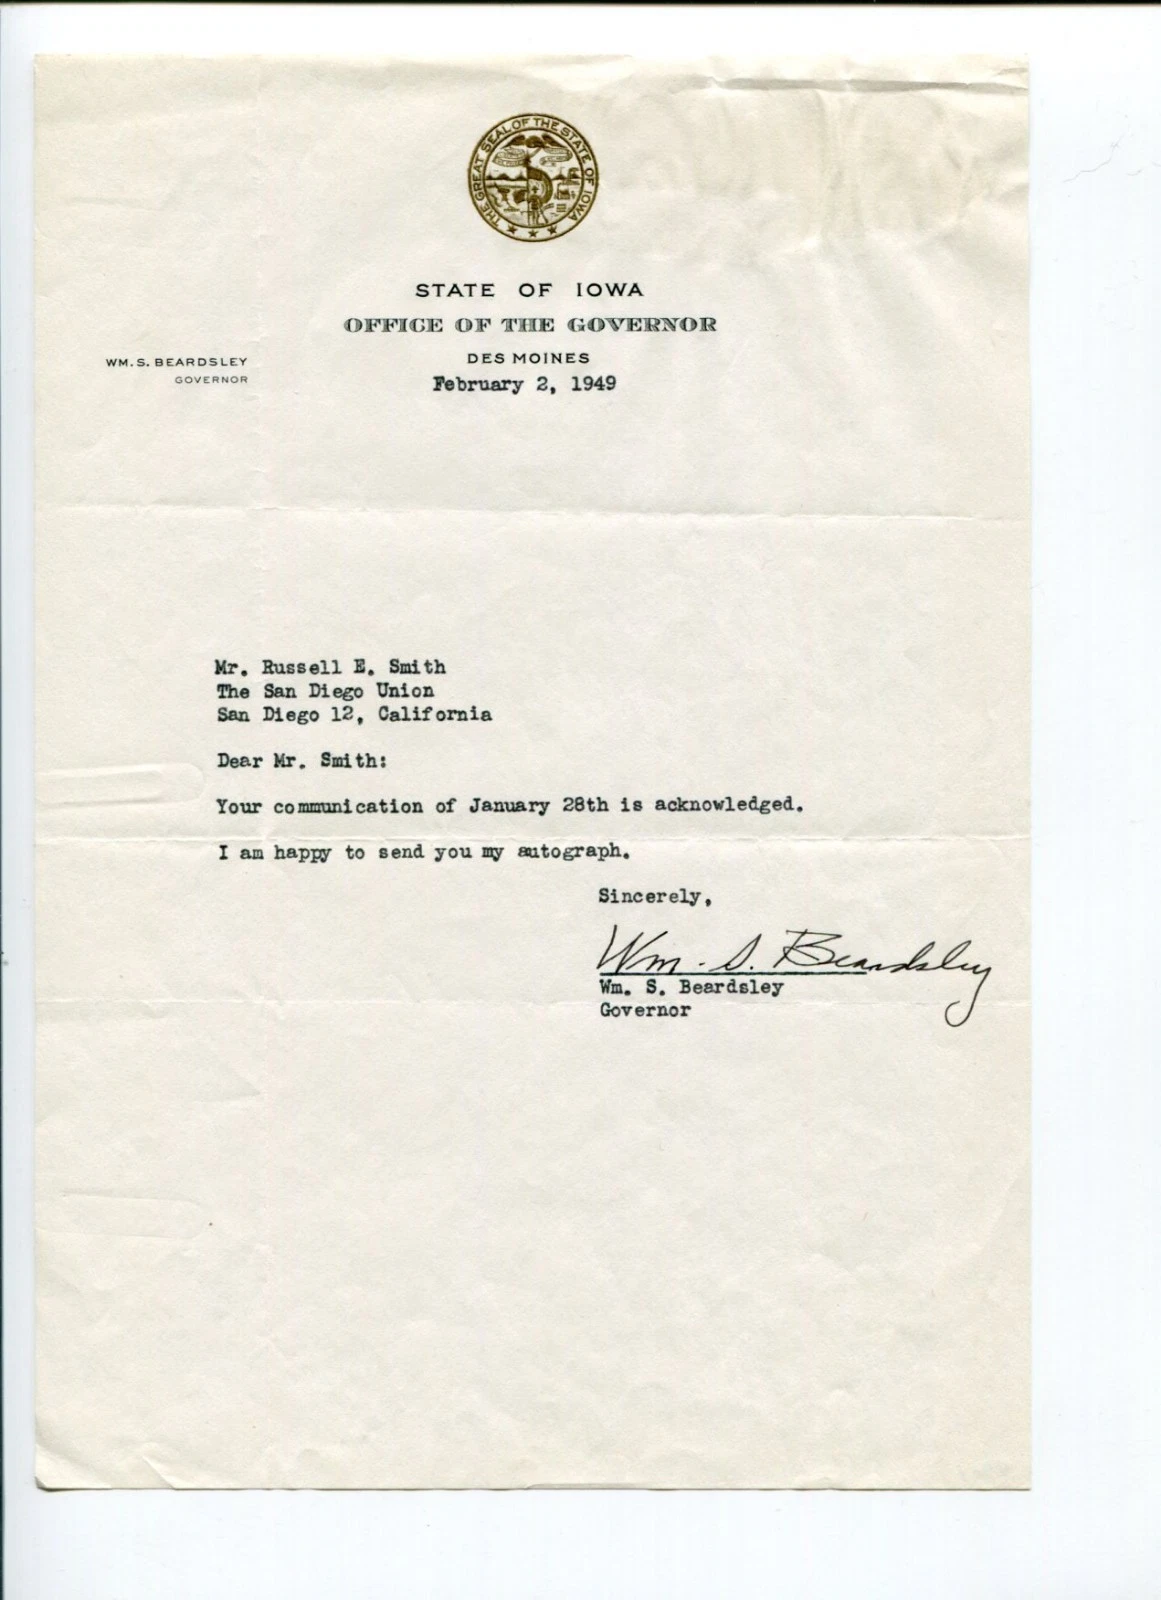 THE GREAT SEAL OF THE STATE OF IOWA
STATE OF IOWA
OFFICE OF THE GOVERNOR
DES MOINES
WM. S. BEARDSLEY
GOVERNOR
February 2, 1949
Mr. Russell E. Smith
The San Diego Union
San Diego 12, California
Dear Mr. Smith:
Your communication of January 28th is acknowledged.
I am happy to send you my autograph.
Sincerely,
Wm. S. Beardsley
Wm. S. Beardsley
Governor